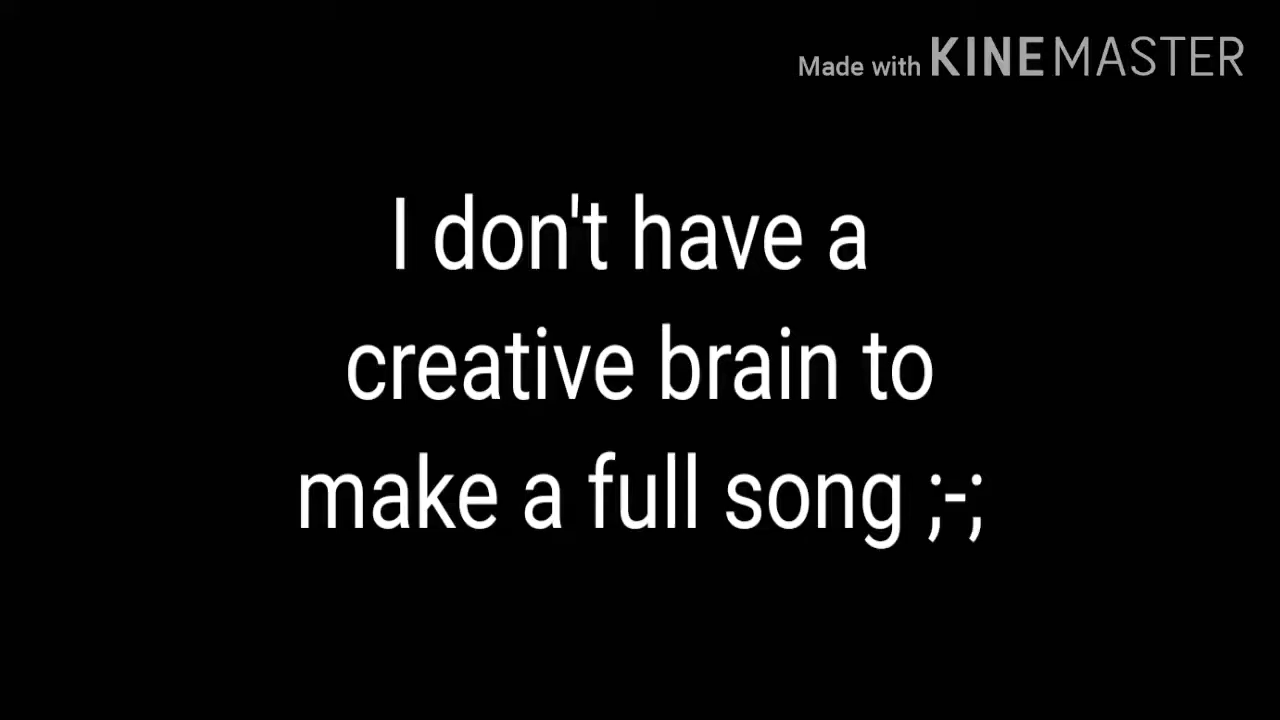 Made with KINEMASTER
I don't have a
creative brain to
make a full song ;-;